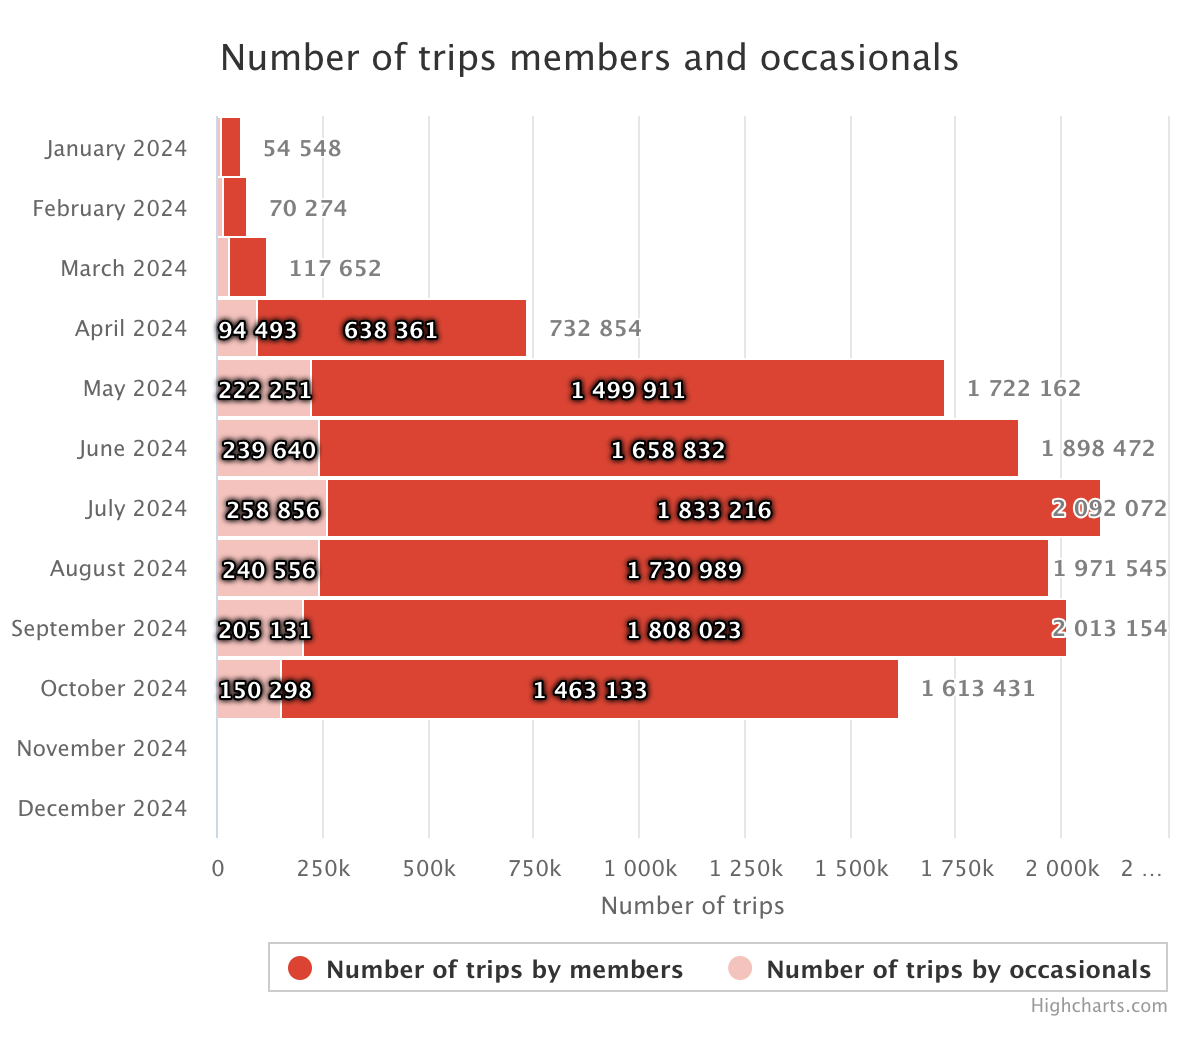 Number of trips members and occasionals
January 2024 54 548
February 2024 70 274
March 2024 117 652
April 2024 94 493 638 361 732 854
May 2024 222 251 1 499 911 1 722 162
June 2024 239 640 1 658 832 1 898 472
July 2024 258 856 1 833 216 2 092 072
August 2024 240 556 1 730 989 1 971 545
September 2024 205 131 1 808 023 2 013 154
October 2024 150 298 1 463 133 1 613 431
November 2024
December 2024
0 250k 500k 750k 1 000k 1 250k 1 500k 1 750k 2 000k 2 ...
Number of trips
Number of trips by members Number of trips by occasionals
Highcharts.com